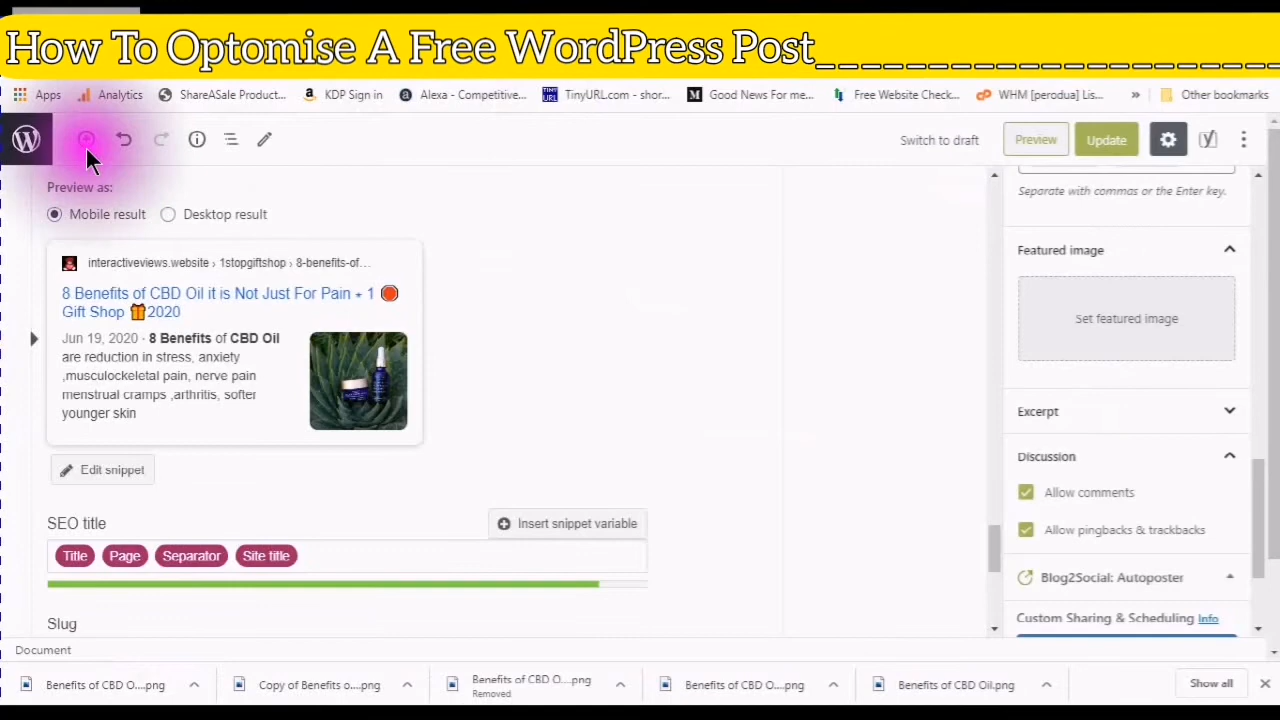 How To Optomise A Free WordPress Post_____________________
Apps Analytics ShareASale Product... KDP Sign in Alexa - Competitive... TinyURL.com - shor... Good News For me... Free Website Check... WHM [perodua] Lis... » Other bookmarks
Switch to draft Preview Update
Preview as:
Mobile result Desktop result
interactiveviews.website › 1stopgiftshop › 8-benefits-of...
8 Benefits of CBD Oil it is Not Just For Pain ⋆ 1 🛑
Gift Shop 🎁2020
Jun 19, 2020 · 8 Benefits of CBD Oil
are reduction in stress, anxiety
,musculockeletal pain, nerve pain
menstrual cramps ,arthritis, softer
younger skin
Edit snippet
SEO title
Insert snippet variable
Title Page Separator Site title
Slug
Separate with commas or the Enter key.
Featured image
Set featured image
Excerpt
Discussion
Allow comments
Allow pingbacks & trackbacks
Blog2Social: Autoposter
Custom Sharing & Scheduling Info
Document
Benefits of CBD O....png Copy of Benefits o....png Benefits of CBD O....png Benefits of CBD O....png Benefits of CBD Oil.png Show all
Removed